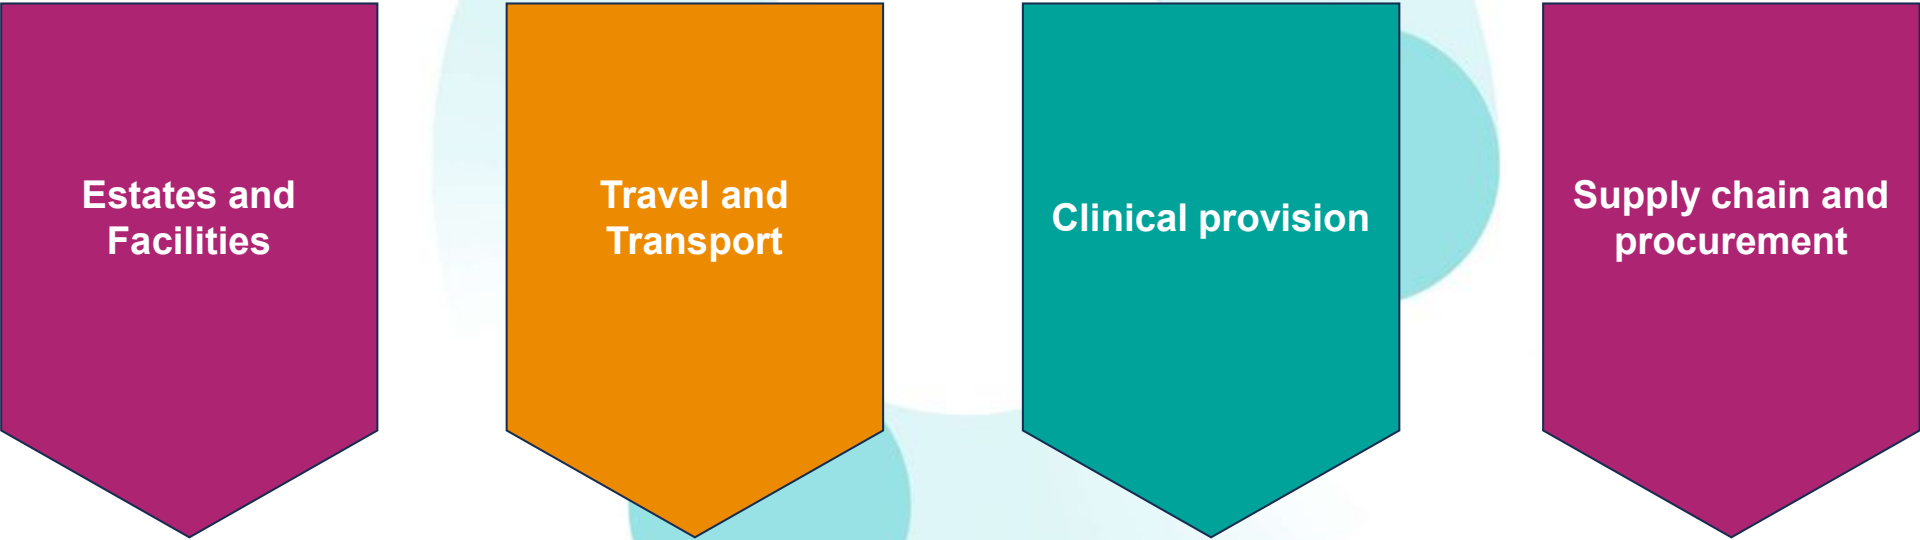 Estates and
Facilities
Travel and
Transport
Clinical provision
Supply chain and
procurement